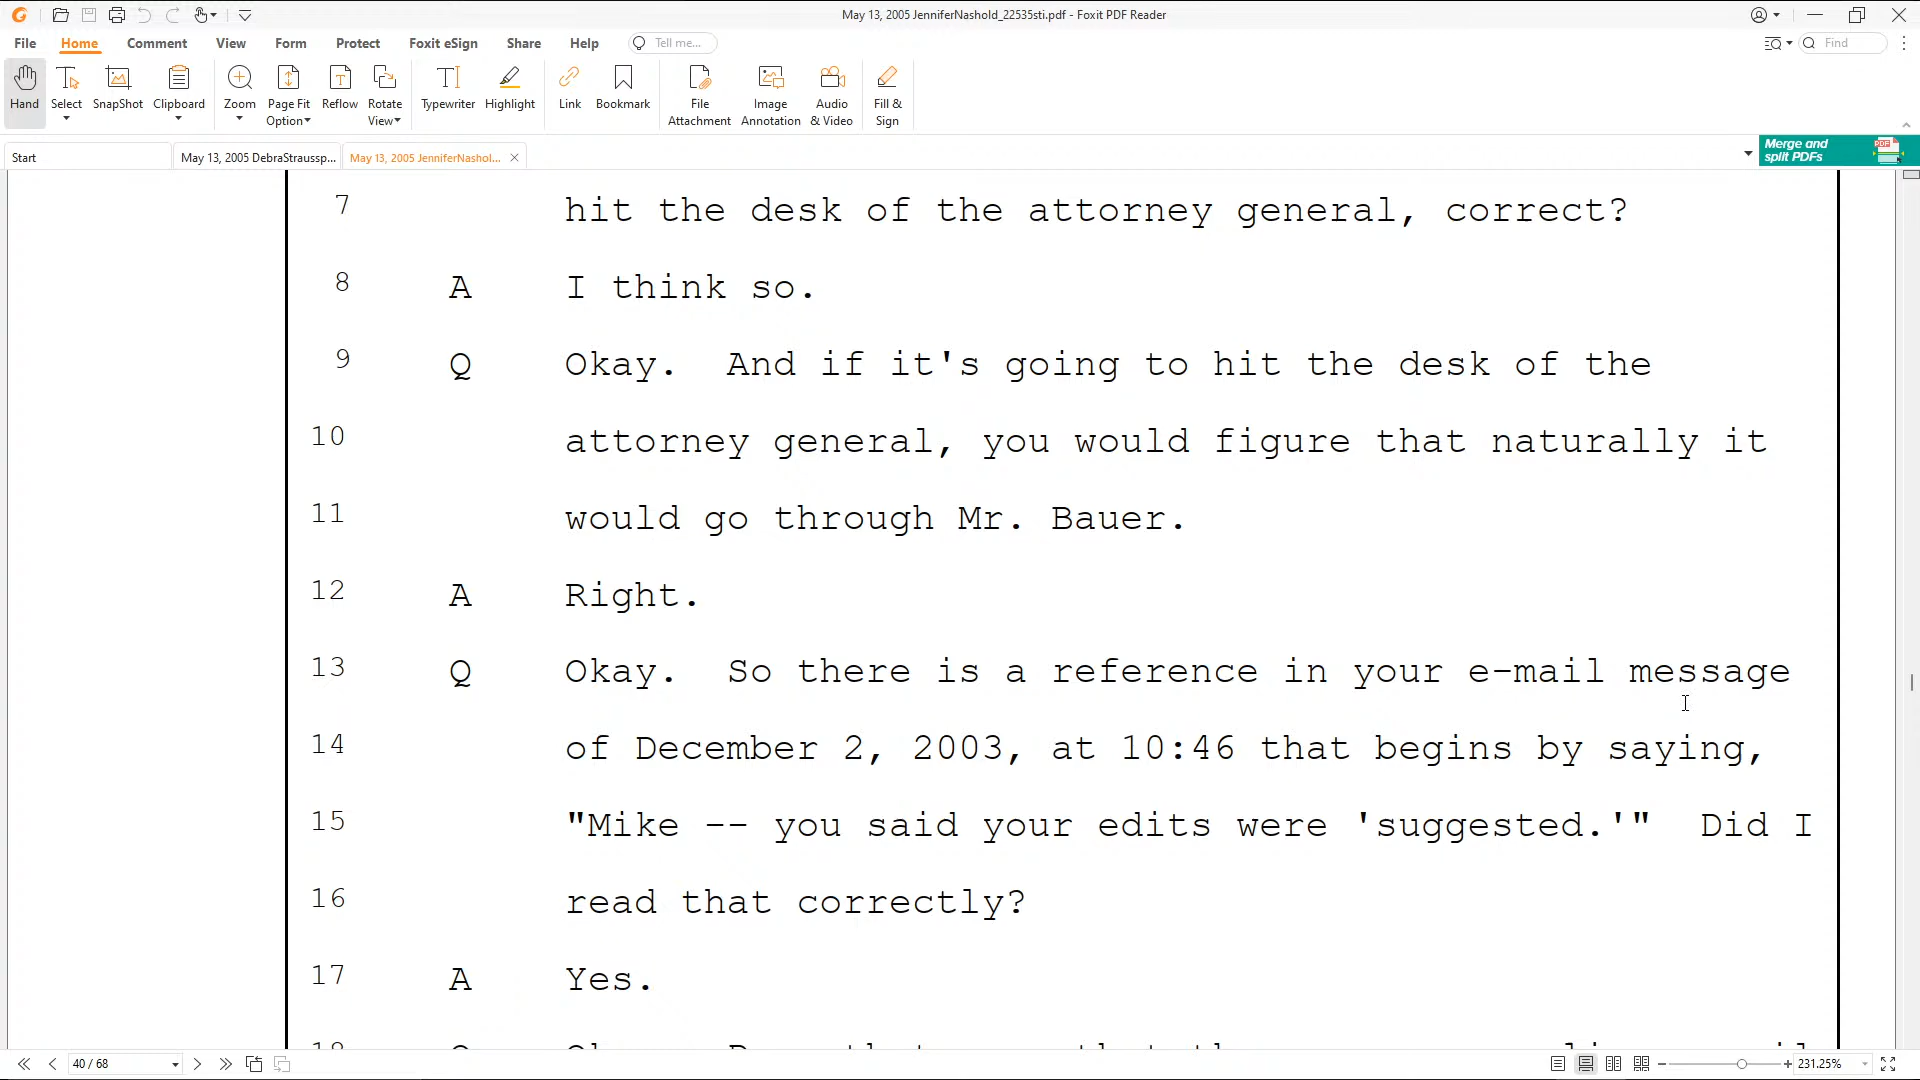 May 13, 2005 JenniferNashold_22535sti.pdf - Foxit PDF Reader
File Home Comment View Form Protect Foxit eSign Share Help Tell me... Find
Hand Select SnapShot Clipboard Zoom Page Fit Option Reflow Rotate View Typewriter Highlight Link Bookmark File Attachment Image Annotation Audio & Video Fill & Sign
Start May 13, 2005 DebraStraussp... May 13, 2005 JenniferNashol...
Merge and
split PDFs
7 hit the desk of the attorney general, correct?
8 A I think so.
9 Q Okay. And if it's going to hit the desk of the
10 attorney general, you would figure that naturally it
11 would go through Mr. Bauer.
12 A Right.
13 Q Okay. So there is a reference in your e-mail message
14 of December 2, 2003, at 10:46 that begins by saying,
15 "Mike -- you said your edits were 'suggested.'" Did I
16 read that correctly?
17 A Yes.
40 / 68 231.25%